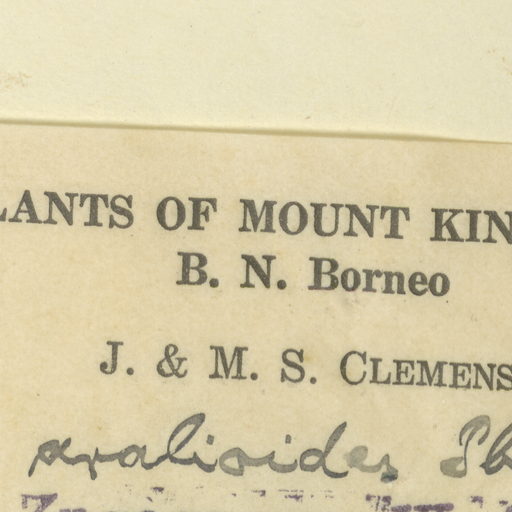 LANTS OF MOUNT KIN
B. N. Borneo
J. & M. S. CLEMENS
aralioides